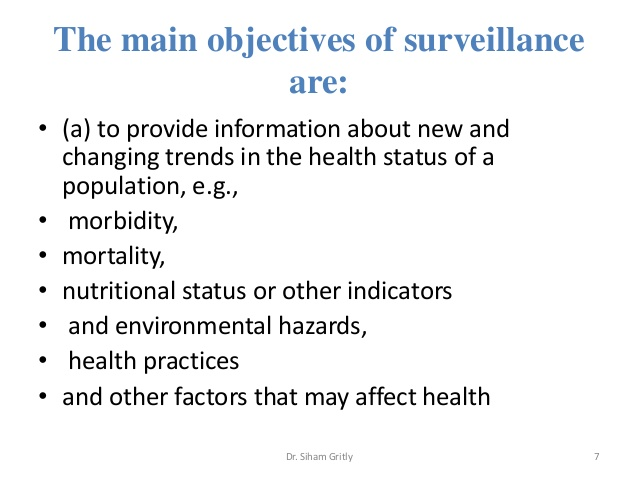 The main objectives of surveillance
are:
• (a) to provide information about new and
changing trends in the health status of a
population, e.g.,
• morbidity,
• mortality,
• nutritional status or other indicators
• and environmental hazards,
• health practices
• and other factors that may affect health
Dr. Siham Gritly
7